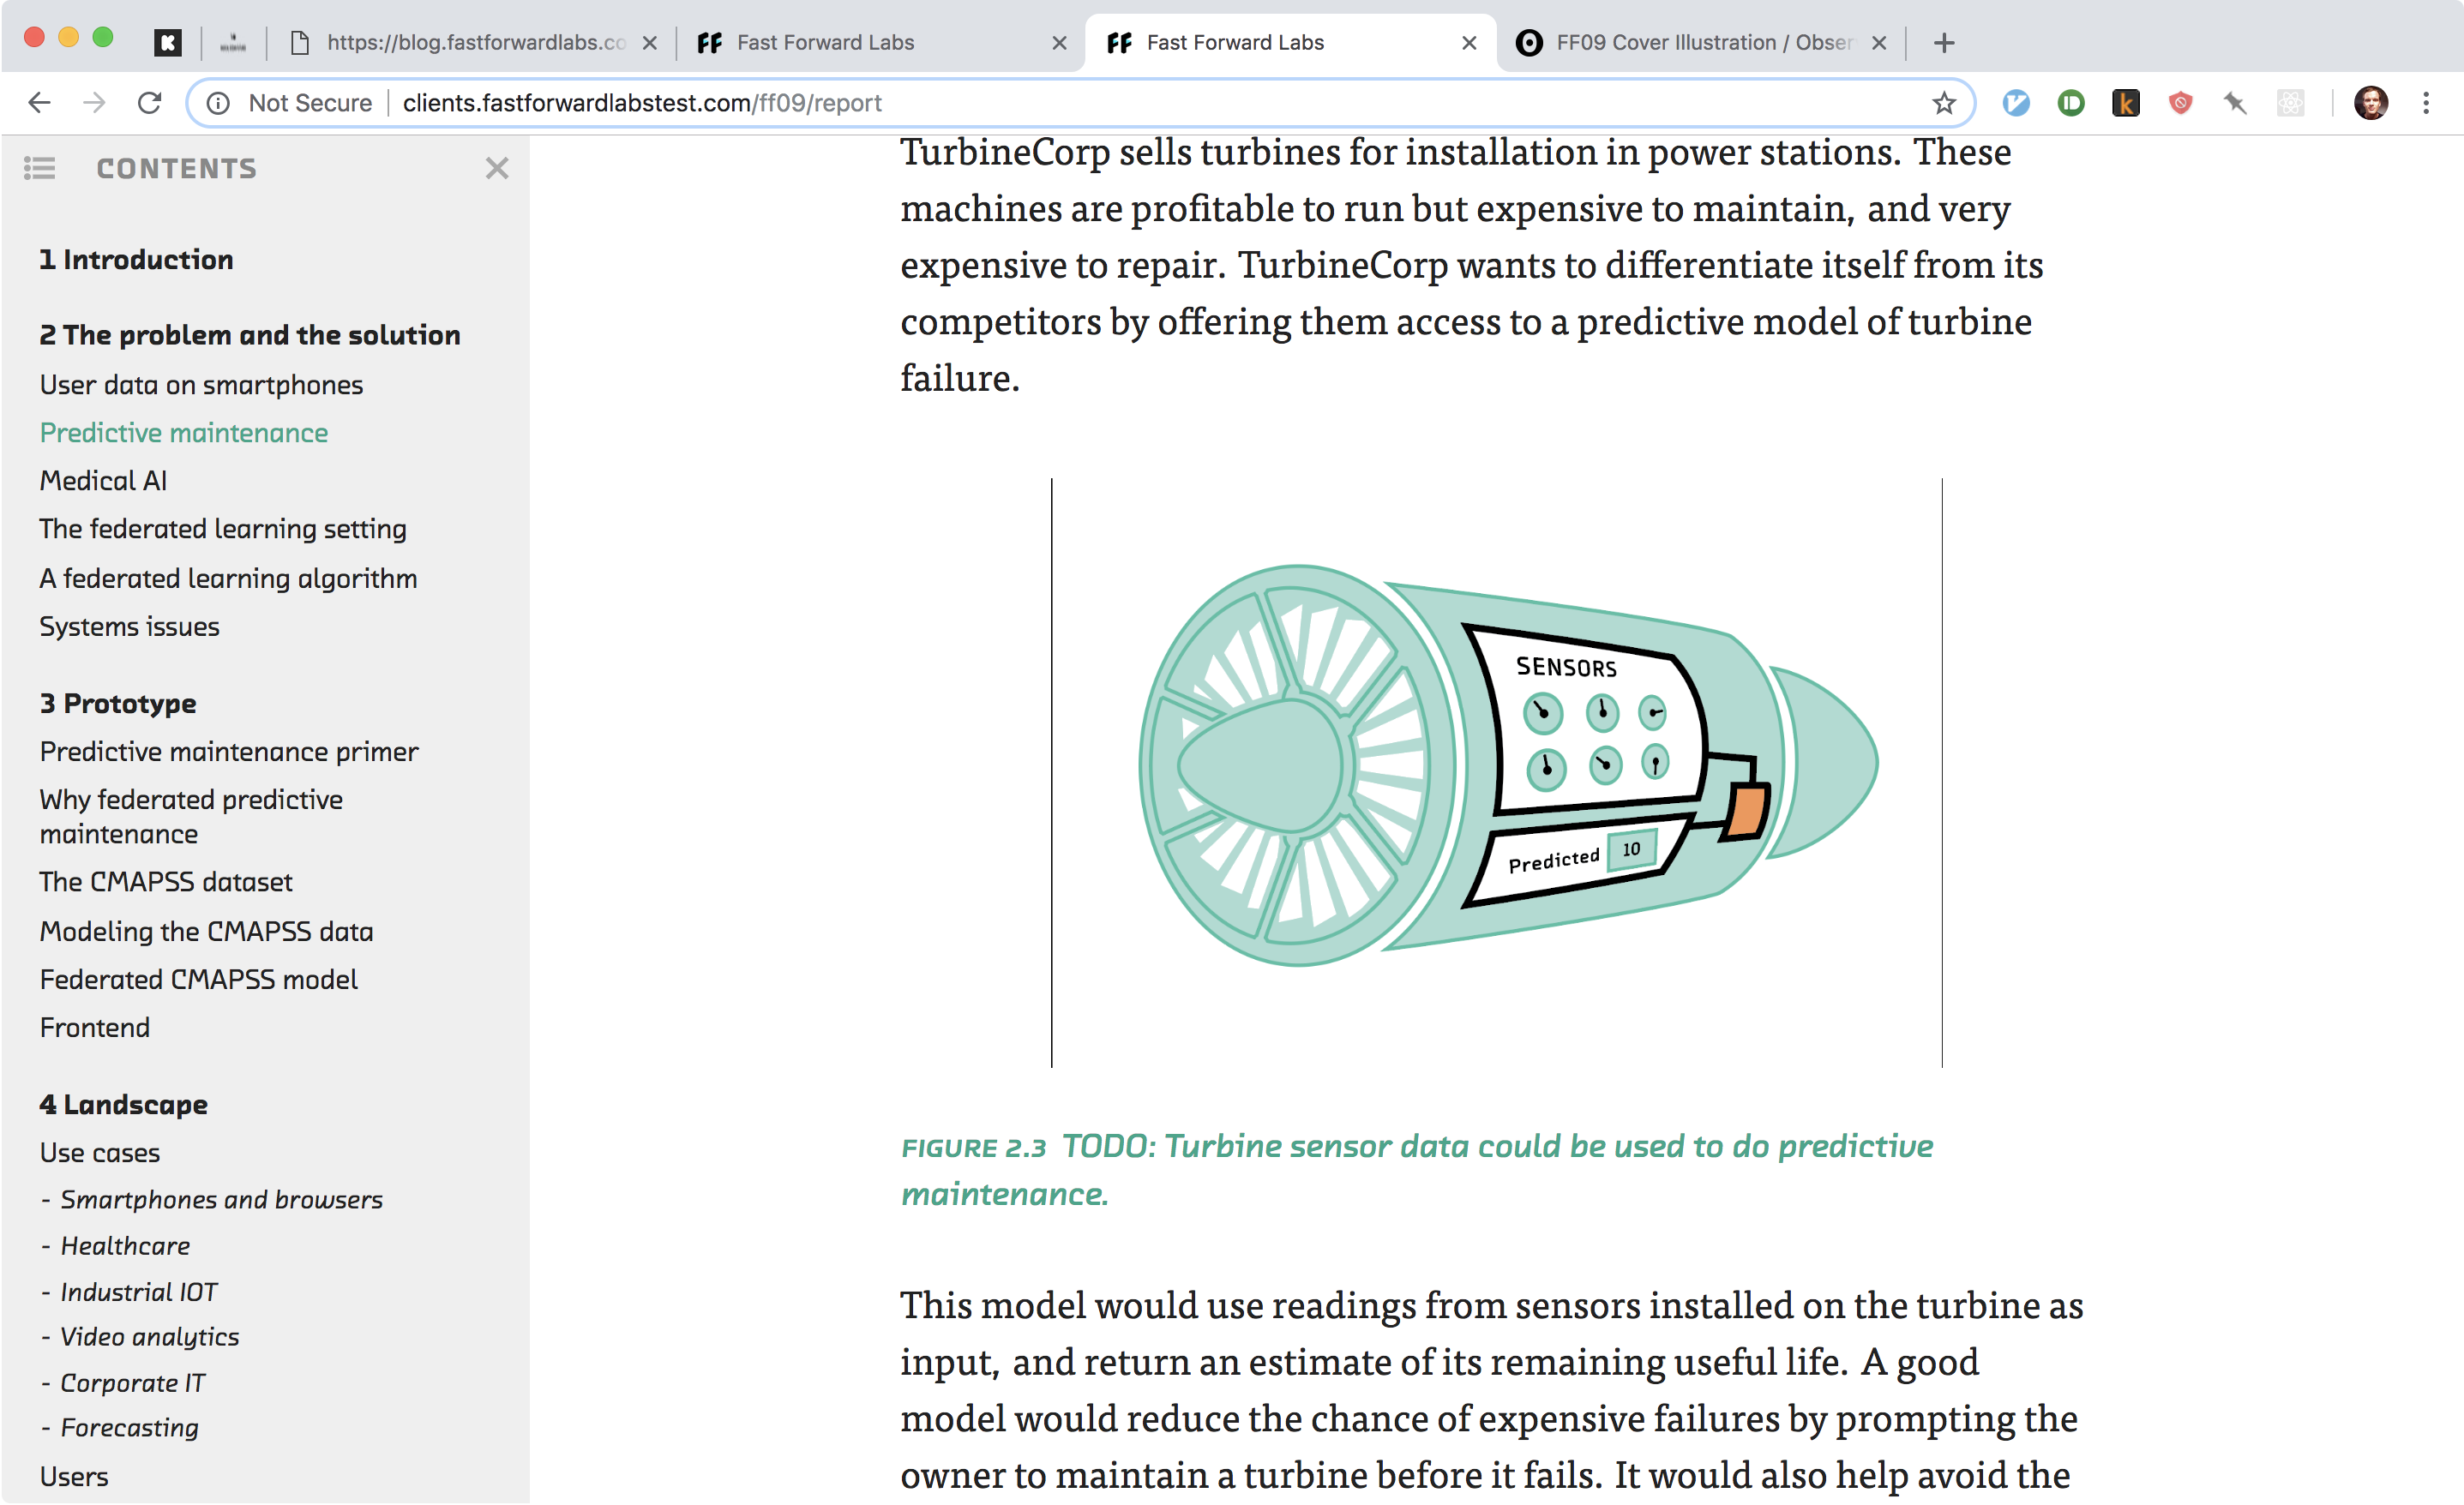 https://blog.fastforwardlabs.co
Fast Forward Labs
Fast Forward Labs
FF09 Cover Illustration / Obser
Not Secure
clients.fastforwardlabstest.com/ff09/report
CONTENTS
1 Introduction
2 The problem and the solution
User data on smartphones
Predictive maintenance
Medical AI
The federated learning setting
A federated learning algorithm
Systems issues
3 Prototype
Predictive maintenance primer
Why federated predictive
maintenance
The CMAPSS dataset
Modeling the CMAPSS data
Federated CMAPSS model
Frontend
4 Landscape
Use cases
- Smartphones and browsers
- Healthcare
- Industrial IOT
- Video analytics
- Corporate IT
- Forecasting
Users
TurbineCorp sells turbines for installation in power stations. These
machines are profitable to run but expensive to maintain, and very
expensive to repair. TurbineCorp wants to differentiate itself from its
competitors by offering them access to a predictive model of turbine
failure.
SENSORS
Predicted 10
FIGURE 2.3 TODO: Turbine sensor data could be used to do predictive
maintenance.
This model would use readings from sensors installed on the turbine as
input, and return an estimate of its remaining useful life. A good
model would reduce the chance of expensive failures by prompting the
owner to maintain a turbine before it fails. It would also help avoid the